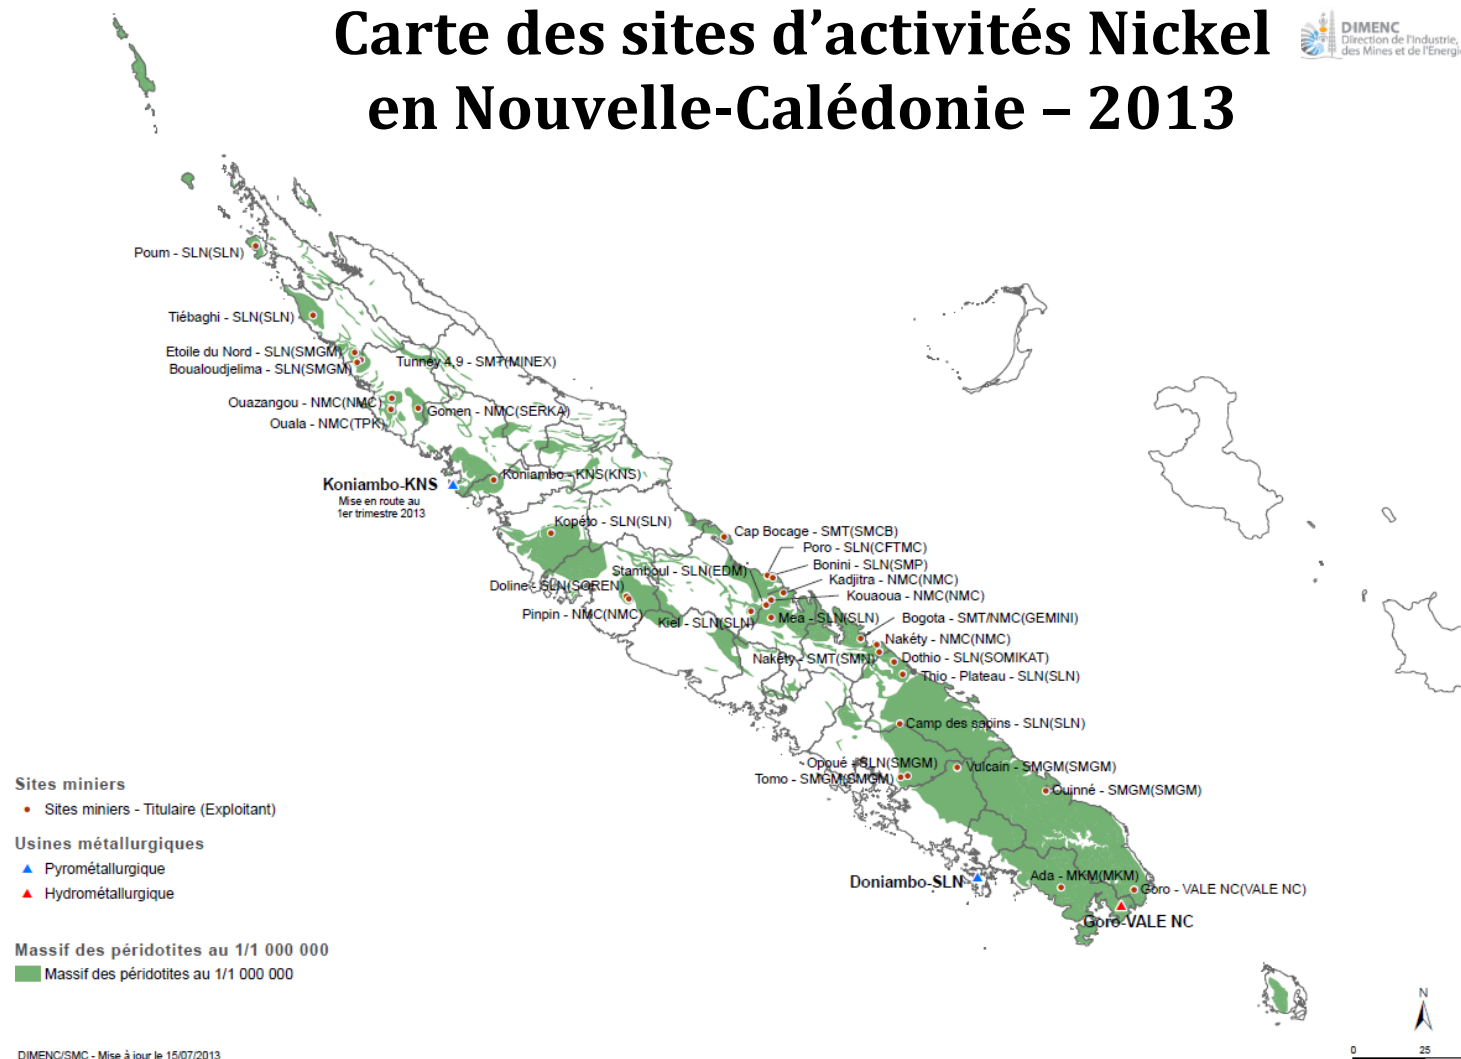 Carte des sites d’activités Nickel
en Nouvelle-Calédonie – 2013
DIMENC
Direction de l'Industrie,
des Mines et de l'Energie
Poum - SLN(SLN)
Tiébaghi - SLN(SLN)
Etoile du Nord - SLN(SMGM)
Boualoudjelima - SLN(SMGM)
Tunney 4,9 - SMT(MINEX)
Ouazangou - NMC(NMC)
Gomen - NMC(SERKA)
Ouala - NMC(TPK)
Koniambo-KNS
Mise en route au
1er trimestre 2013
Koniambo - KNS(KNS)
Kopéto - SLN(SLN)
Cap Bocage - SMT(SMCB)
Poro - SLN(CFTMC)
Bonini - SLN(SMP)
Stamboul - SLN(EDM)
Kadjitra - NMC(NMC)
Doline - SLN(SOREN)
Kouaoua - NMC(NMC)
Pinpin - NMC(NMC)
Kiel - SLN(SLN)
Mea - SLN(SLN)
Bogota - SMT/NMC(GEMINI)
Nakéty - NMC(NMC)
Nakéty - SMT(SMN)
Dothio - SLN(SOMIKAT)
Thio - Plateau - SLN(SLN)
Camp des sapins - SLN(SLN)
Opoué - SLN(SMGM)
Tomo - SMGM(SMGM)
Vulcain - SMGM(SMGM)
Ouinné - SMGM(SMGM)
Doniambo-SLN
Ada - MKM(MKM)
Goro - VALE NC(VALE NC)
Goro-VALE NC
Sites miniers
Sites miniers - Titulaire (Exploitant)
Usines métallurgiques
Pyrométallurgique
Hydrométallurgique
Massif des péridotites au 1/1 000 000
Massif des péridotites au 1/1 000 000
N
0 25
DIMENC/SMC - Mise à jour le 15/07/2013